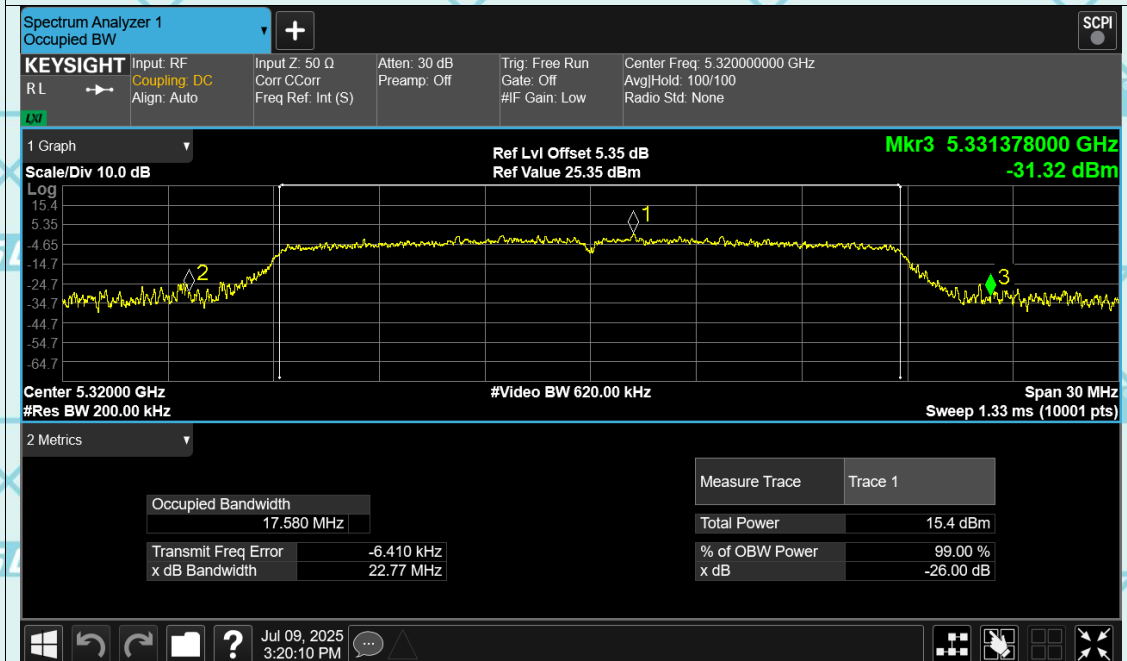 Spectrum Analyzer 1
Occupied BW
+
SCPI
KEYSIGHT
R L
LXI
Input: RF
Coupling: DC
Align: Auto
Input Z: 50 Ω
Corr CCorr
Freq Ref: Int (S)
Atten: 30 dB
Preamp: Off
Trig: Free Run
Gate: Off
#IF Gain: Low
Center Freq: 5.320000000 GHz
Avg|Hold: 100/100
Radio Std: None
1 Graph
Scale/Div 10.0 dB
Ref Lvl Offset 5.35 dB
Ref Value 25.35 dBm
Mkr3 5.331378000 GHz
-31.32 dBm
Log
15.4
5.35
-4.65
-14.7
-24.7
-34.7
-44.7
-54.7
-64.7
1
2
3
Center 5.32000 GHz
#Video BW 620.00 kHz
Span 30 MHz
#Res BW 200.00 kHz
Sweep 1.33 ms (10001 pts)
2 Metrics
Measure Trace Trace 1
Occupied Bandwidth
17.580 MHz
Total Power 15.4 dBm
Transmit Freq Error -6.410 kHz
% of OBW Power 99.00 %
x dB Bandwidth 22.77 MHz
x dB -26.00 dB
?
Jul 09, 2025
3:20:10 PM